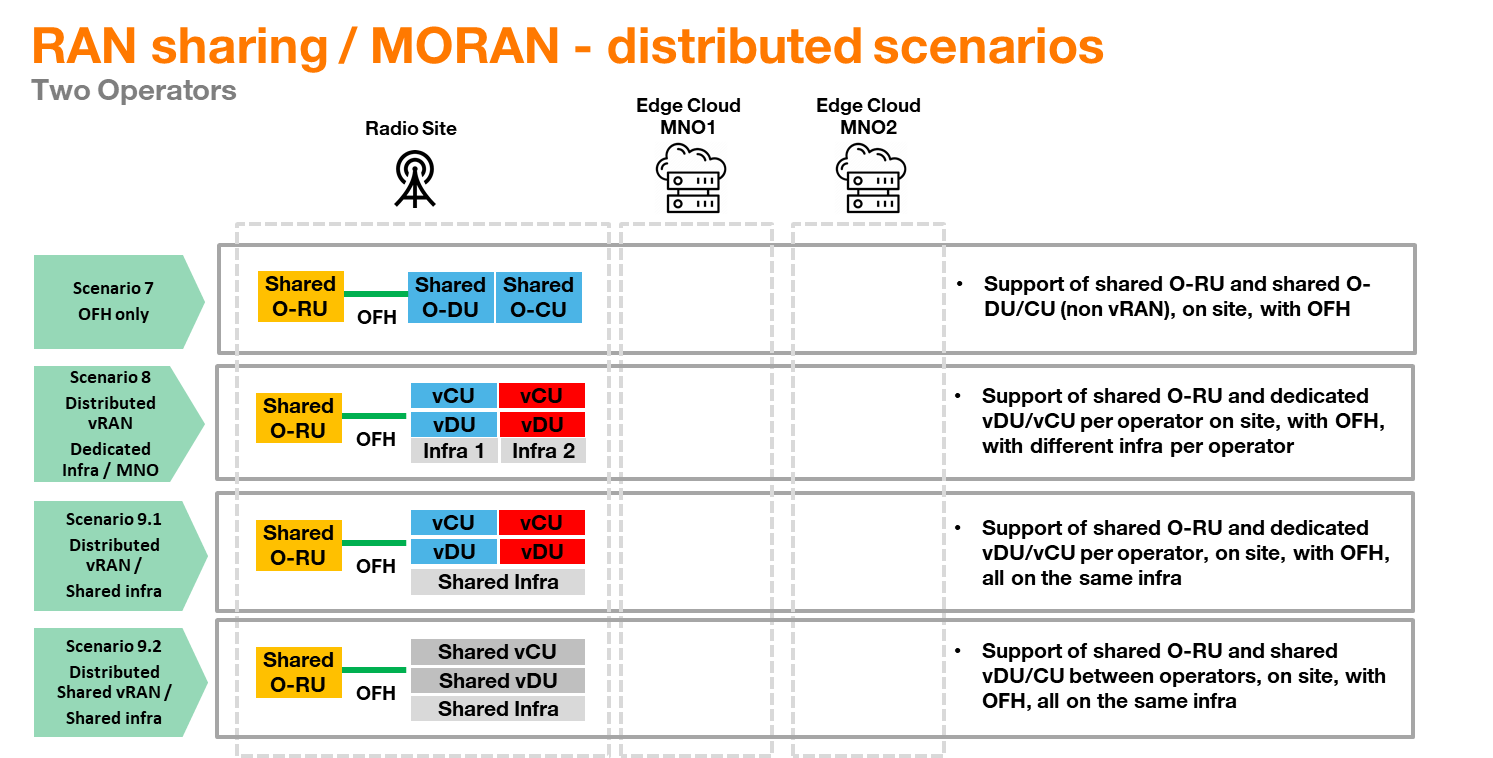 RAN sharing / MORAN - distributed scenarios
Two Operators
Radio Site
Edge Cloud
MNO1
Edge Cloud
MNO2
Scenario 7
OFH only
Shared
O-RU
OFH
Shared
O-DU
Shared
O-CU
• Support of shared O-RU and shared O-
DU/CU (non vRAN), on site, with OFH
Scenario 8
Distributed
vRAN
Dedicated
Infra / MNO
Shared
O-RU
OFH
vCU
vCU
vDU
vDU
Infra 1
Infra 2
• Support of shared O-RU and dedicated
vDU/vCU per operator on site, with OFH,
with different infra per operator
Scenario 9.1
Distributed
vRAN /
Shared infra
Shared
O-RU
OFH
vCU
vCU
vDU
vDU
Shared Infra
• Support of shared O-RU and dedicated
vDU/vCU per operator, on site, with OFH,
all on the same infra
Scenario 9.2
Distributed
Shared vRAN /
Shared infra
Shared
O-RU
OFH
Shared vCU
Shared vDU
Shared Infra
• Support of shared O-RU and shared
vDU/CU between operators, on site, with
OFH, all on the same infra